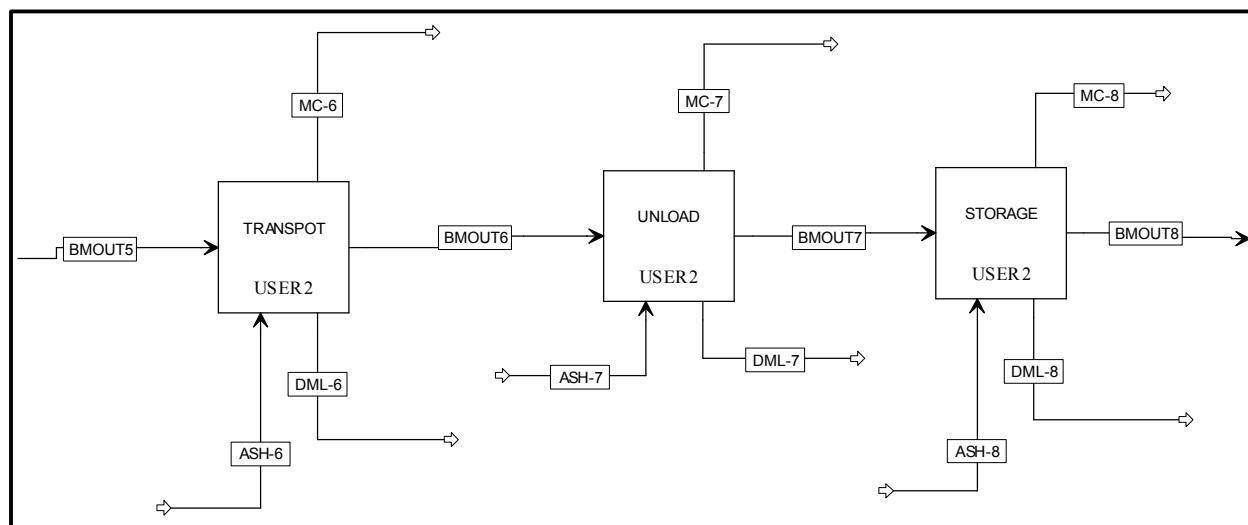 MC-6
MC-7
MC-8
TRANSPOT
UNLOAD
STORAGE
BMOUT5
BMOUT6
BMOUT7
BMOUT8
USER2
USER2
USER2
DML-6
ASH-7
DML-7
DML-8
ASH-6
ASH-8